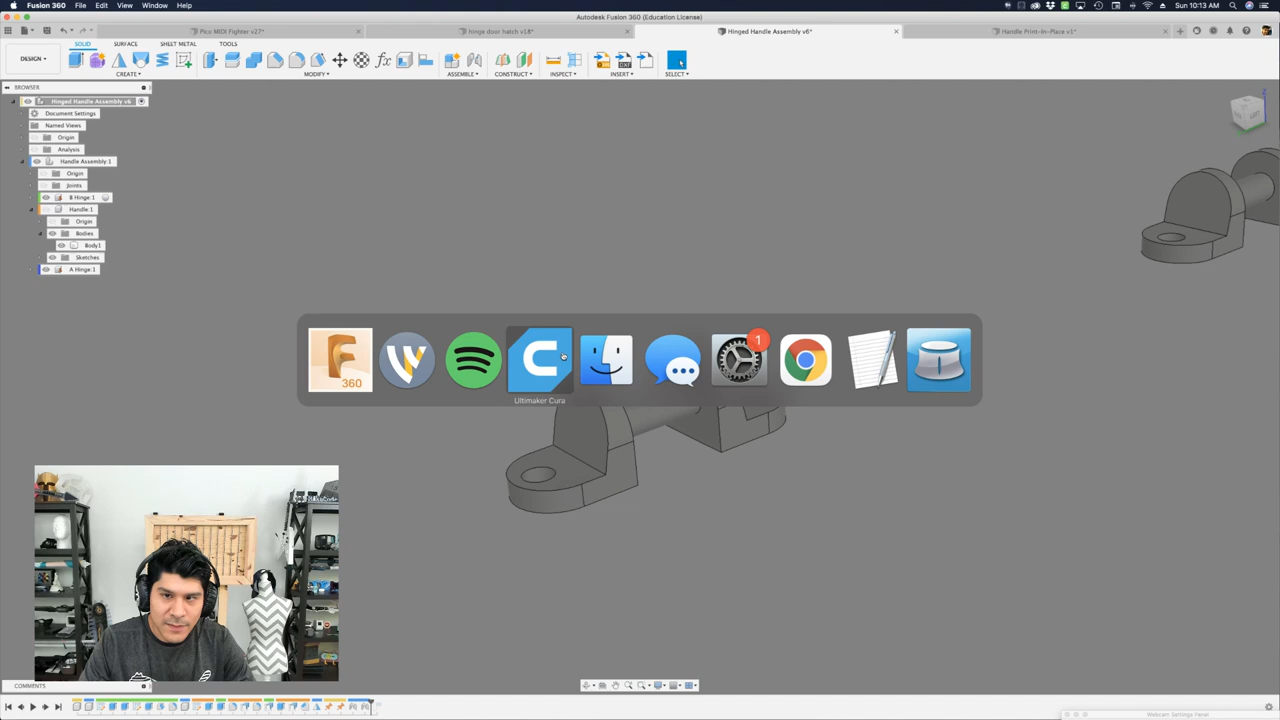 Fusion 360 File Edit View Window Help
Sun 10:13 AM
Autodesk Fusion 360 (Education License)
Pico MIDI Fighter v27*
hinge door hatch v18*
Hinged Handle Assembly v6*
Handle Print-In-Place v1*
SOLID SURFACE SHEET METAL TOOLS
DESIGN
CREATE MODIFY ASSEMBLE CONSTRUCT INSPECT INSERT SELECT
BROWSER
Hinged Handle Assembly v6
Document Settings
Named Views
Origin
Analysis
Handle Assembly:1
Origin
Joints
B Hinge:1
Handle:1
Origin
Bodies
Body1
Sketches
A Hinge:1
360
1
Ultimaker Cura
COMMENTS
Webcam Settings Panel